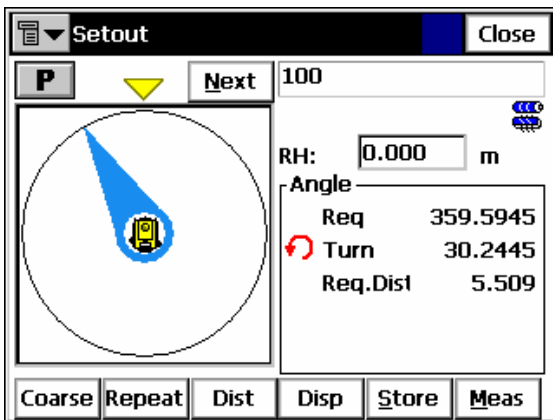 Setout Close
P Next 100
RH: 0.000 m
Angle
Req 359.5945
Turn 30.2445
Req.Dist 5.509
Coarse Repeat Dist Disp Store Meas